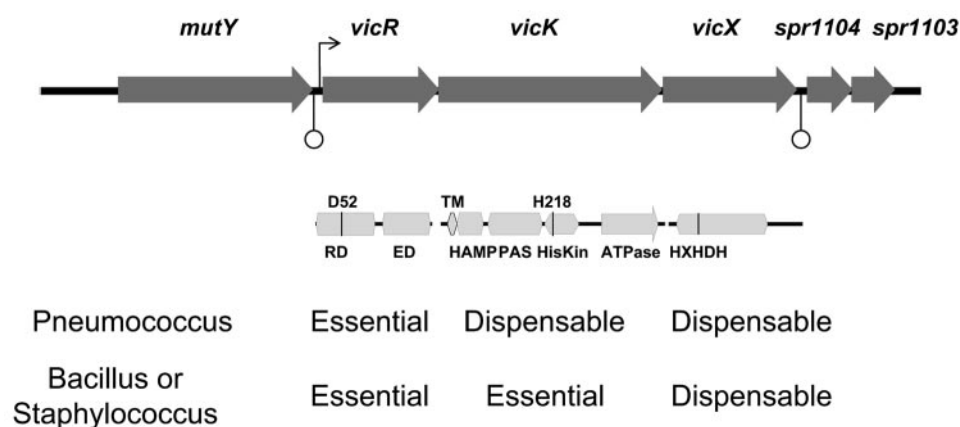 mutY vicR vicK vicX spr1104 spr1103
D52 TM H218
RD ED HAMP PAS HisKin ATPase HXHDH
Pneumococcus Essential Dispensable Dispensable
Bacillus or
Staphylococcus Essential Essential Dispensable